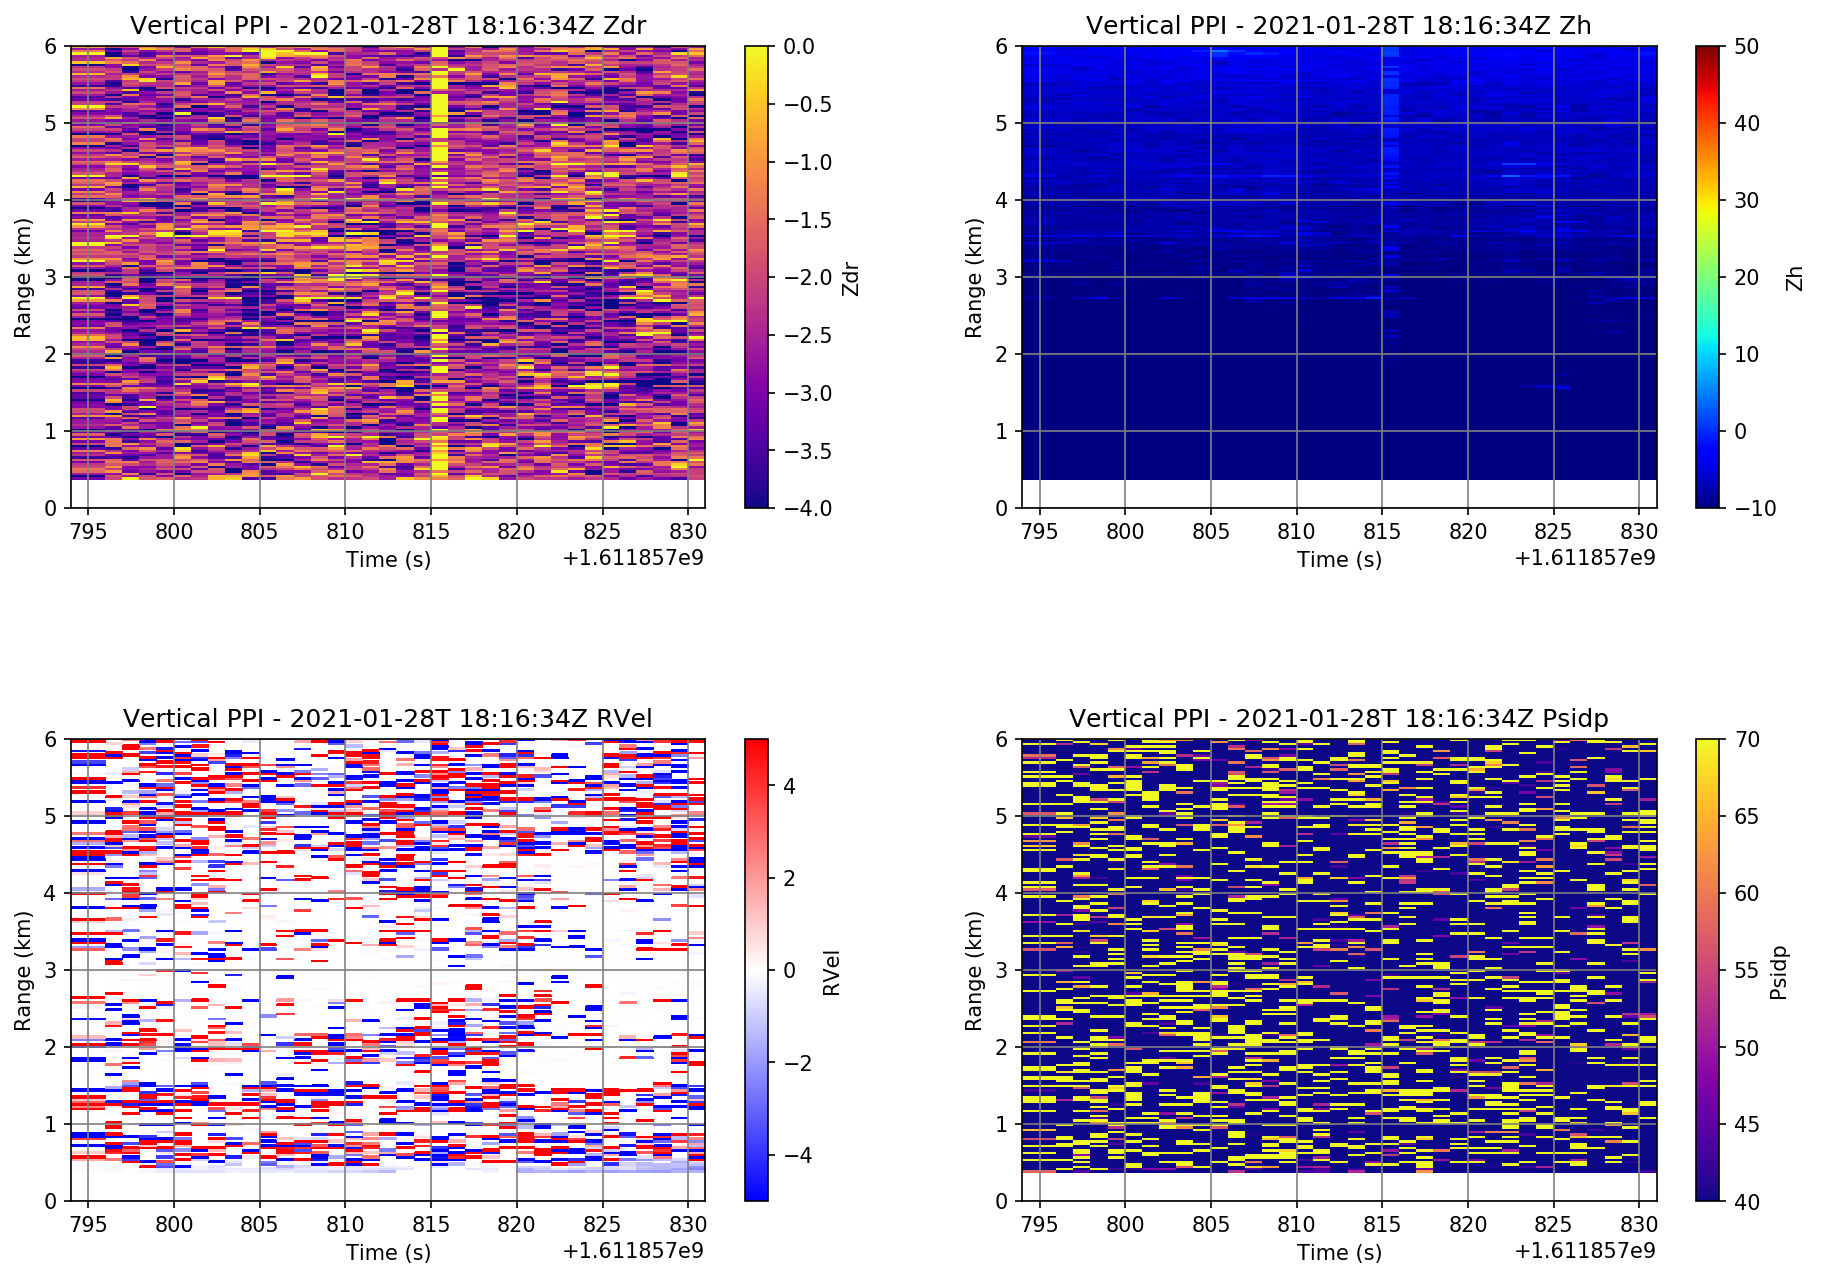 Vertical PPI - 2021-01-28T 18:16:34Z Zdr
6
5
4
3
2
1
0
Range (km)
795 800 805 810 815 820 825 830
Time (s)
+1.611857e9
0.0
−0.5
−1.0
−1.5
−2.0
−2.5
−3.0
−3.5
−4.0
Zdr
Vertical PPI - 2021-01-28T 18:16:34Z Zh
6
5
4
3
2
1
0
Range (km)
795 800 805 810 815 820 825 830
Time (s)
+1.611857e9
50
40
30
20
10
0
−10
Zh
Vertical PPI - 2021-01-28T 18:16:34Z RVel
6
5
4
3
2
1
0
Range (km)
795 800 805 810 815 820 825 830
Time (s)
+1.611857e9
4
2
0
−2
−4
RVel
Vertical PPI - 2021-01-28T 18:16:34Z Psidp
6
5
4
3
2
1
0
Range (km)
795 800 805 810 815 820 825 830
Time (s)
+1.611857e9
70
65
60
55
50
45
40
Psidp